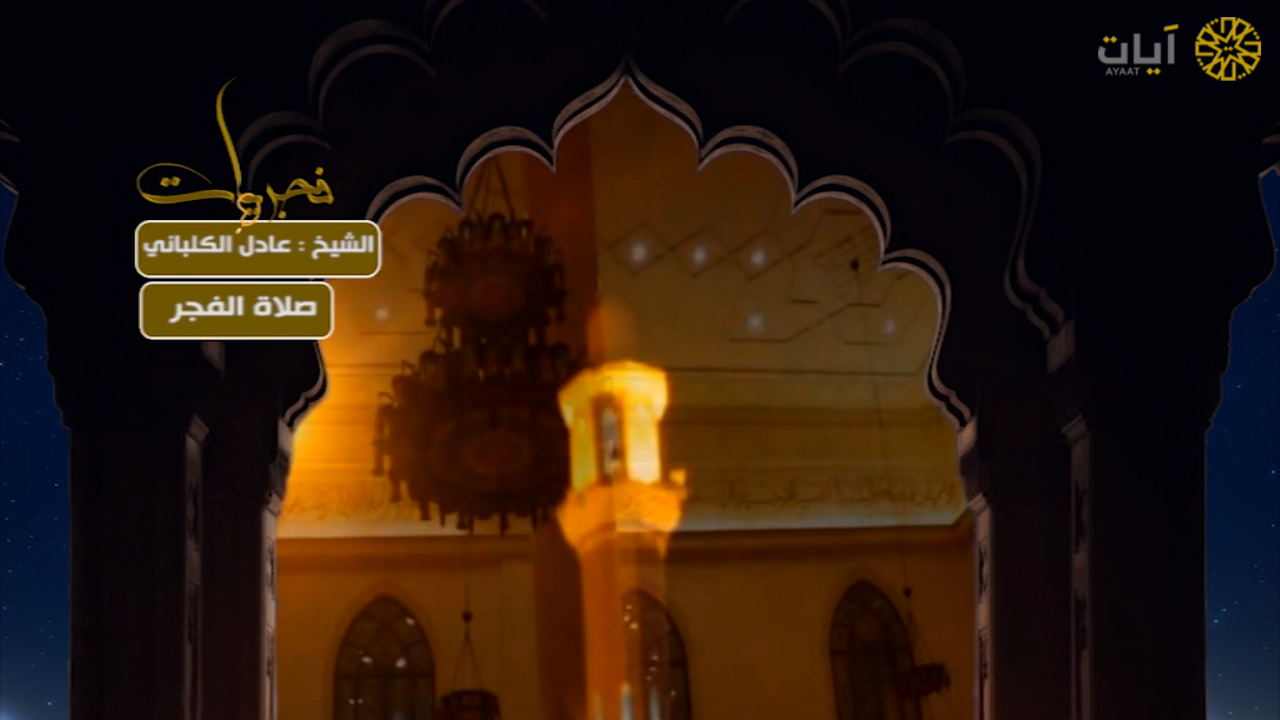 آيات
AYAAT
فجريات
الشيخ : عادل الكلباني
صلاة الفجر